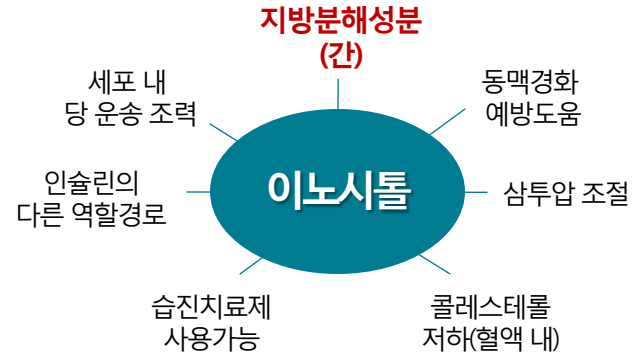 지방분해성분
(간)
세포 내
당 운송 조력
동맥경화
예방도움
인슐린의
다른 역할경로
이노시톨
삼투압 조절
습진치료제
사용가능
콜레스테롤
저하(혈액 내)